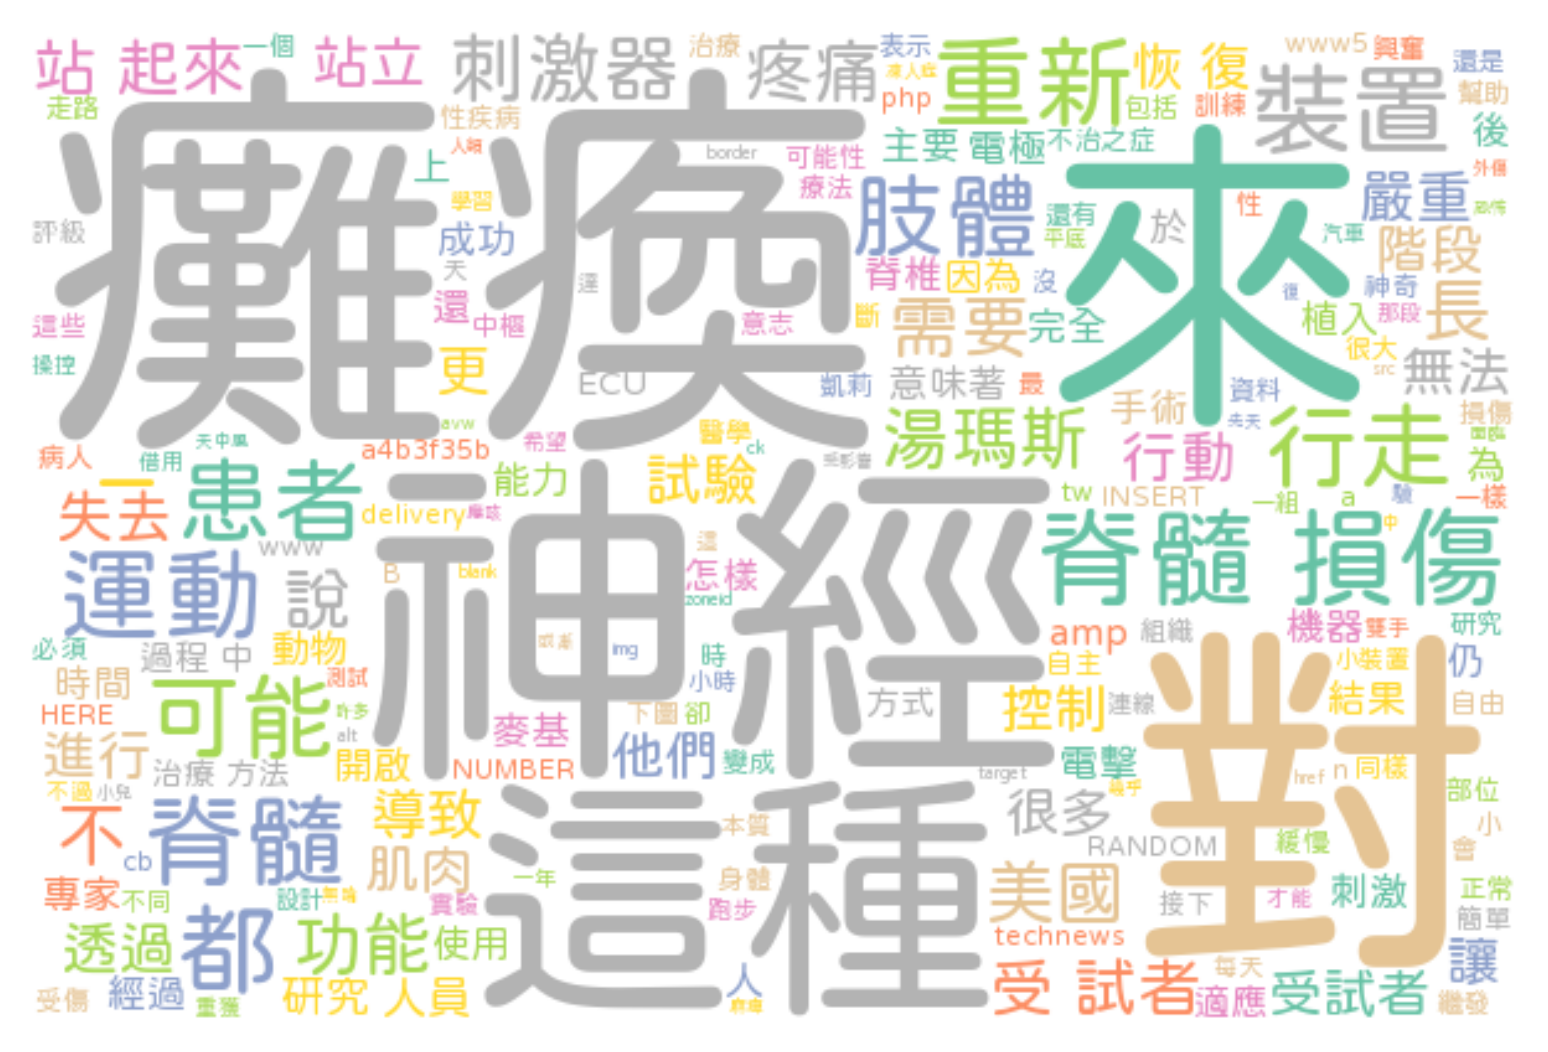 站 起來 一個 站立 刺激器 治療 疼痛 表示 重新 恢復 www5 興奮 還是
走路 性疾病 php 包括 訓練 裝置 幫助
癱瘓 來
上 border 可能性 主要 電極 不治之症 後
療法 肢體 嚴重 外傷
評級 學習 成功 還有 平底 於 性 汽車 階段
天 還 中樞 脊椎 因為 沒 神奇
這些 意志 斷 需要 完全 植入 那段 長
操控 更 ECU 凱莉 意味著 最 資料 很大 src 無法
avw 手術 損傷
病人 借用 a4b3f35b 希望 醫學 ck 湯瑪斯 行動 行走 為
失去 一 患者 能力 試驗 tw INSERT 一組 a 驗 一樣
delivery 神經 脊髓 損傷
運動 www 說 B blank 怎樣 zoneid
必須 過程 中 動物 img 時 amp 組織 機器 雙手 研究
時間 測試 小時 自主 小裝置 仍
HERE 可能 許多 alt 麥基 下圖 卻 方式 控制 連線 對 結果 自由
進行 治療 方法 開啟 NUMBER 他們 變成 電擊 target href n 同樣
不過 小兒 這種 很多 部位
不 脊髓 導致 本質 RANDOM 緩慢 小
cb 肌肉 身體 美國 會
專家 不同 設計 一年 實驗 跑步 接下 才能 刺激 正常
透過 都 功能 使用 technews 簡單
經過 研究 人員 人 受 試者 每天 讓
受傷 重獲 適應 受試者 繼發